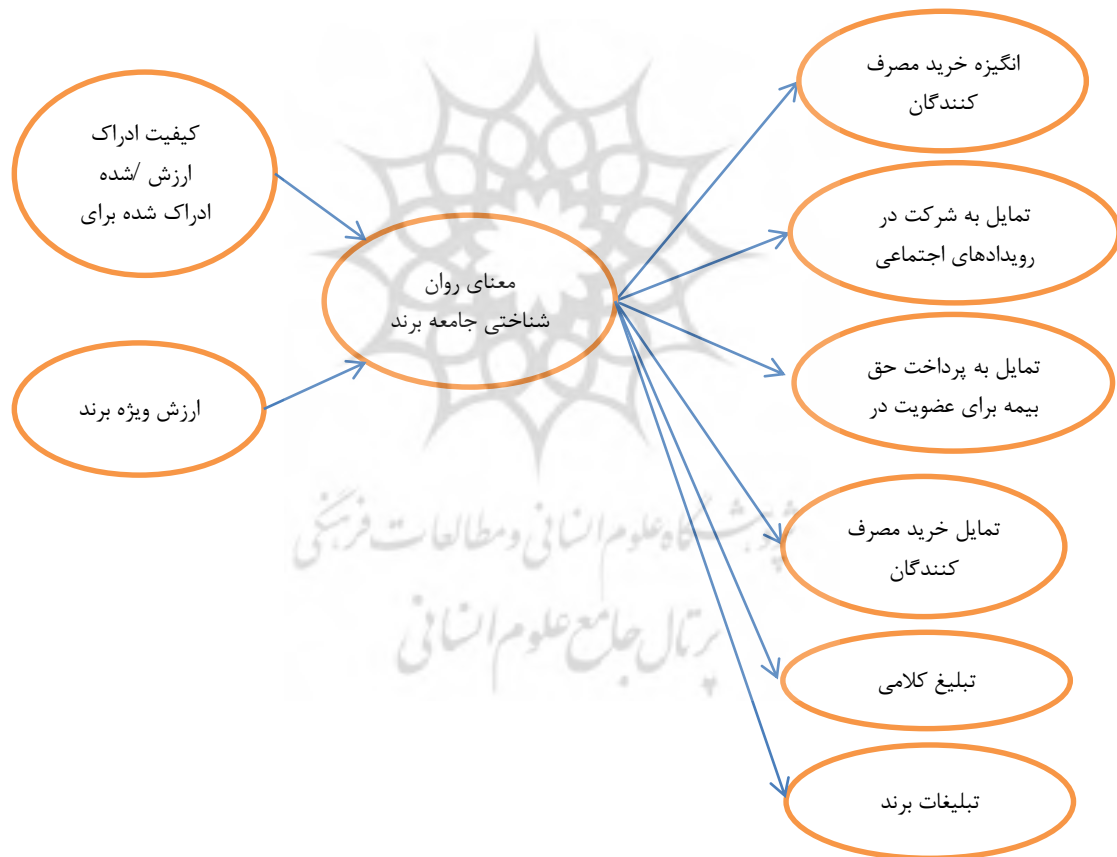 انگیزه خرید مصرف
کنندگان
کیفیت ادراک
ارزش /شده
ادراک شده برای
تمایل به شرکت در
رویدادهای اجتماعی
معنای روان
شناختی جامعه برند
تمایل به پرداخت حق
بیمه برای عضویت در
ارزش ویژه برند
تمایل خرید مصرف
کنندگان
تبلیغ کلامی
تبلیغات برند
پژوهشگاه علوم انسانی و مطالعات فرهنگی
پرتال جامع علوم انسانی